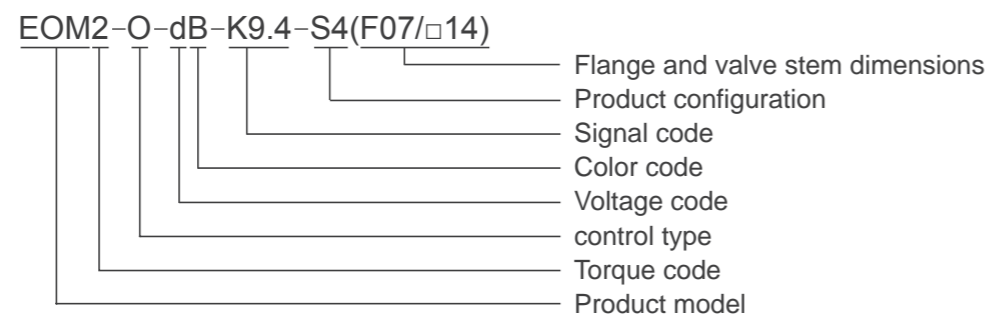 EOM2-O-dB-K9.4-S4(F07/□14)
Flange and valve stem dimensions
Product configuration
Signal code
Color code
Voltage code
control type
Torque code
Product model